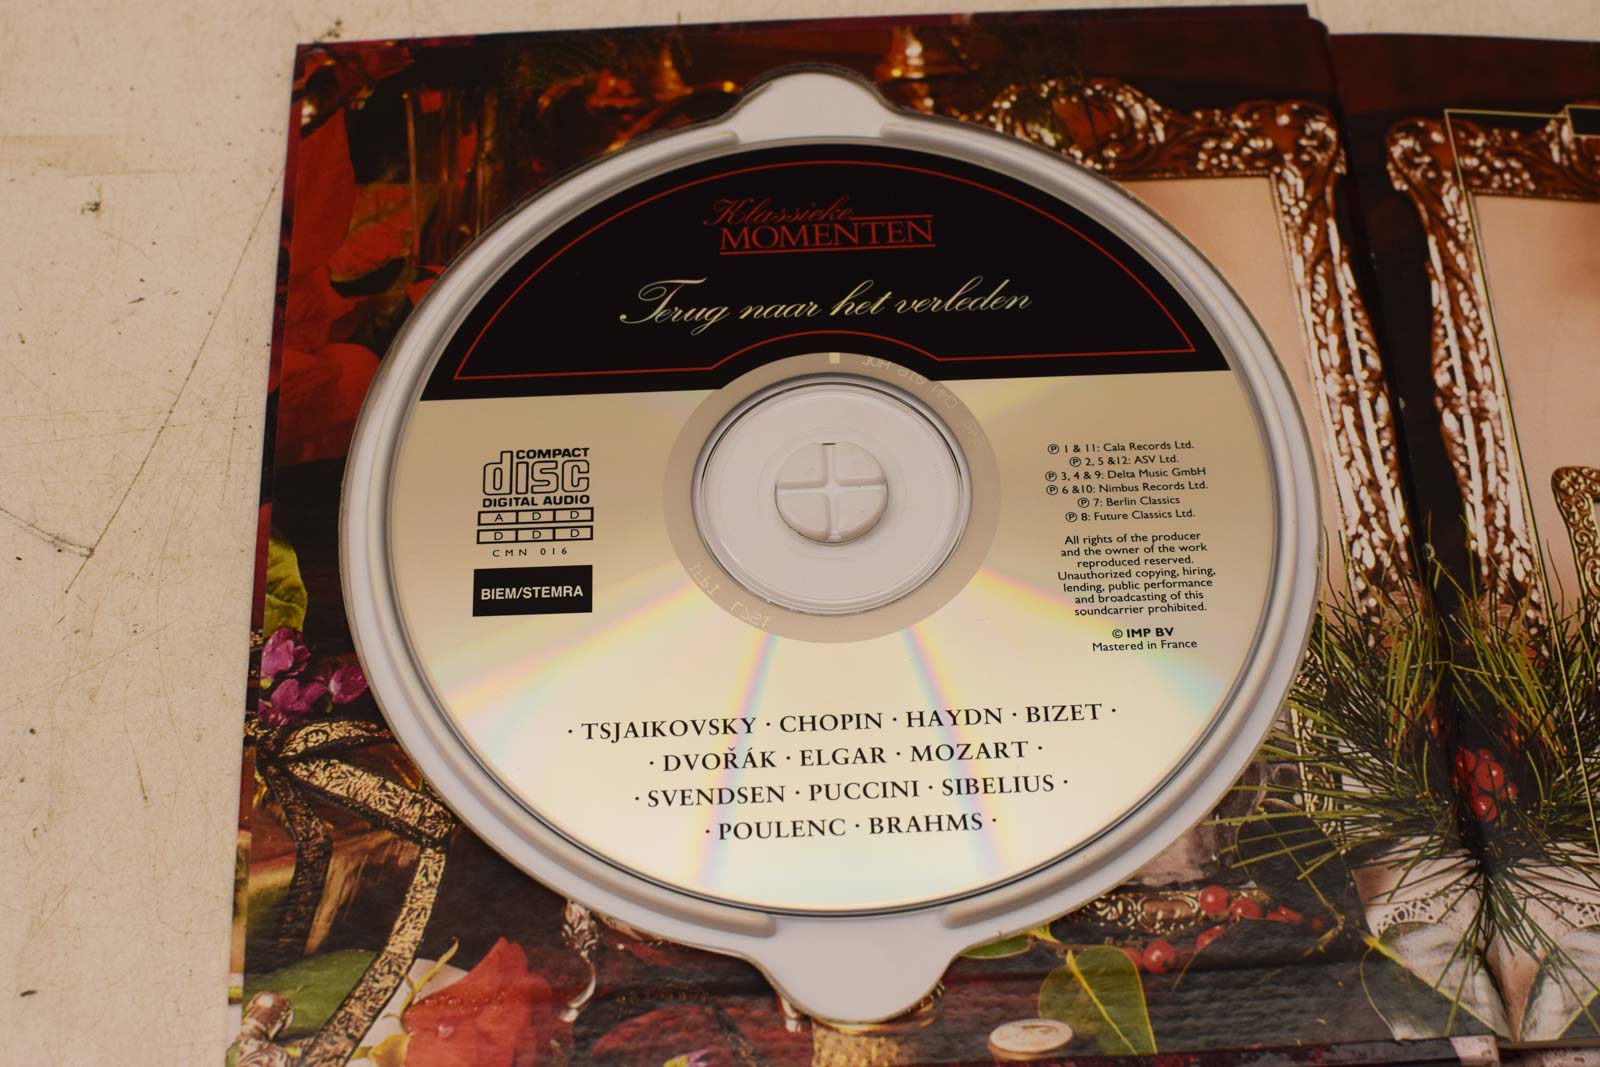 Klassieke
MOMENTEN
Terug naar het verleden
COMPACT
disc
DIGITAL AUDIO
A D D
D D D
CMN 016
BIEM/STEMRA
℗ 1 & 11: Cala Records Ltd.
℗ 2, 5 &12: ASV Ltd.
℗ 3, 4 & 9: Delta Music GmbH
℗ 6 &10: Nimbus Records Ltd.
℗ 7: Berlin Classics
℗ 8: Future Classics Ltd.
All rights of the producer
and the owner of the work
reproduced reserved.
Unauthorized copying, hiring,
lending, public performance
and broadcasting of this
soundcarrier prohibited.
© IMP BV
Mastered in France
· TSJAIKOVSKY · CHOPIN · HAYDN · BIZET ·
· DVOŘÁK · ELGAR · MOZART ·
· SVENDSEN · PUCCINI · SIBELIUS ·
· POULENC · BRAHMS ·